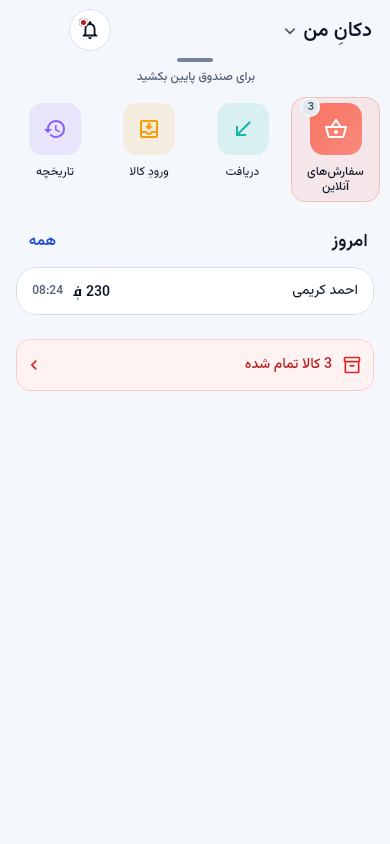 دکانِ من
برای صندوق پایین بکشید
3
سفارش‌های آنلاین
دریافت
ورودِ کالا
تاریخچه
امروز
همه
احمد کریمی
230 ؋
08:24
3 کالا تمام شده